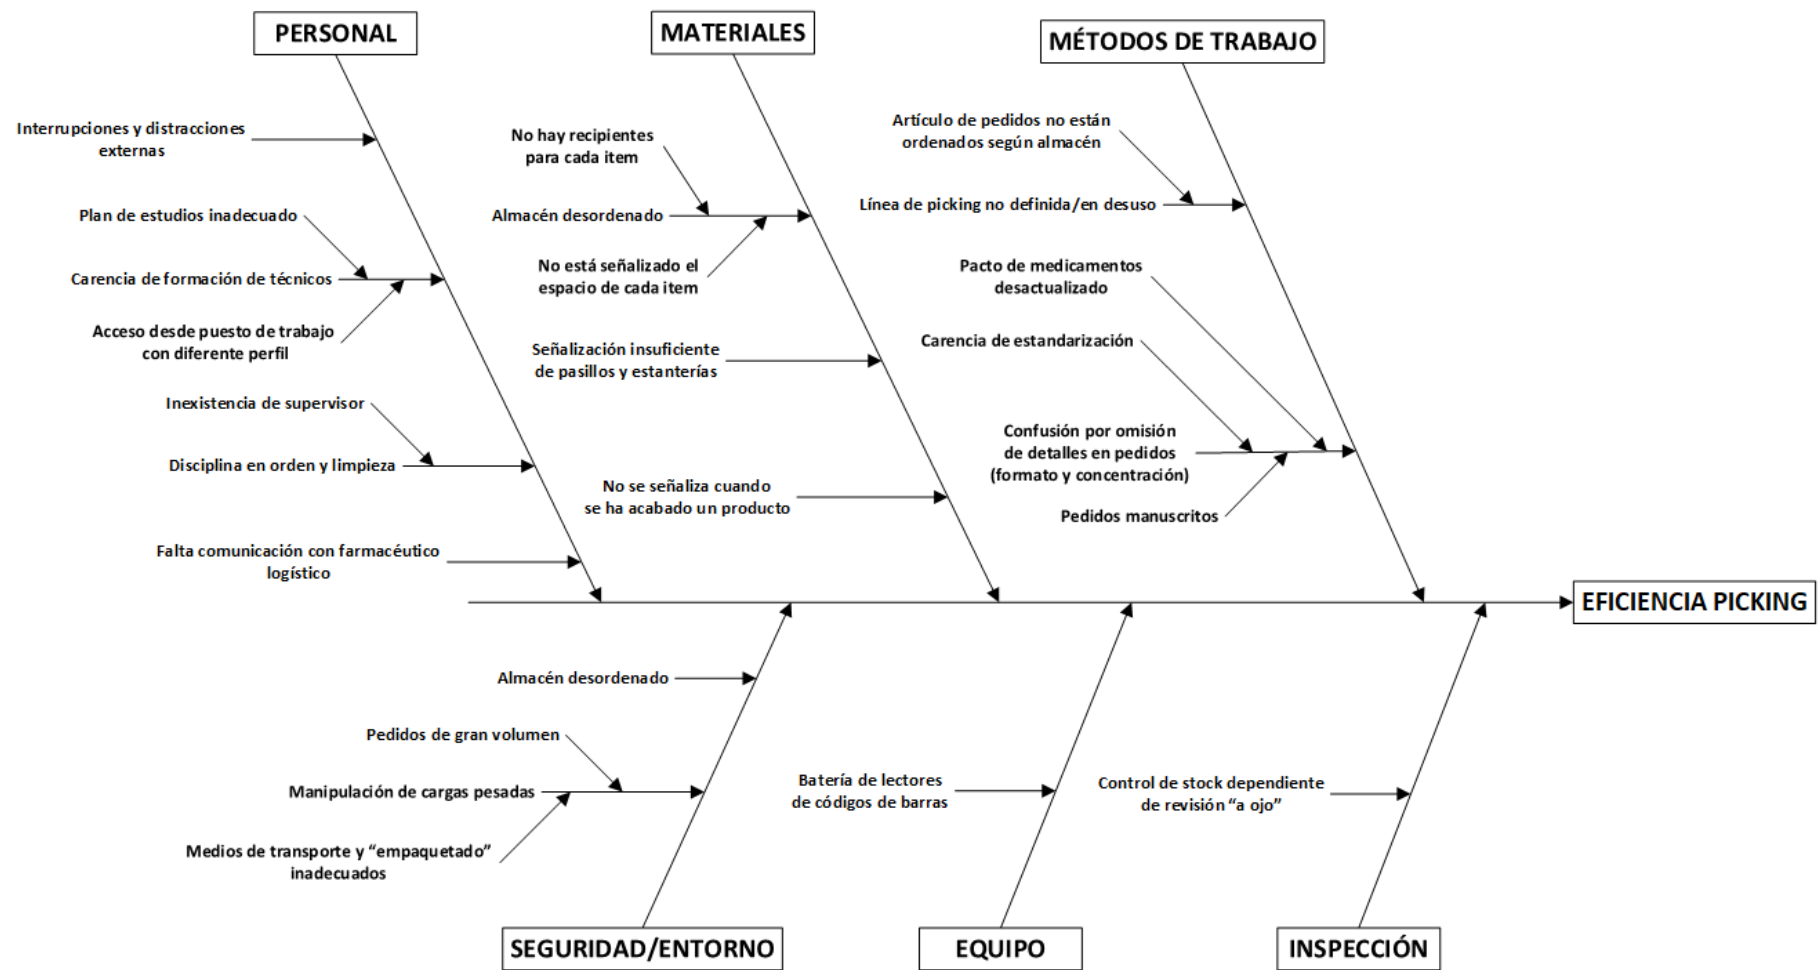 PERSONAL
MATERIALES
MÉTODOS DE TRABAJO
Interrupciones y distracciones
externas
Plan de estudios inadecuado
Carencia de formación de técnicos
Acceso desde puesto de trabajo
con diferente perfil
Inexistencia de supervisor
Disciplina en orden y limpieza
Falta comunicación con farmacéutico
logístico
No hay recipientes
para cada item
Almacén desordenado
No está señalizado el
espacio de cada item
Señalización insuficiente
de pasillos y estanterías
No se señaliza cuando
se ha acabado un producto
Artículo de pedidos no están
ordenados según almacén
Línea de picking no definida/en desuso
Pacto de medicamentos
desactualizado
Carencia de estandarización
Confusión por omisión
de detalles en pedidos
(formato y concentración)
Pedidos manuscritos
EFICIENCIA PICKING
Almacén desordenado
Pedidos de gran volumen
Manipulación de cargas pesadas
Medios de transporte y “empaquetado”
inadecuados
Batería de lectores
de códigos de barras
Control de stock dependiente
de revisión “a ojo”
SEGURIDAD/ENTORNO
EQUIPO
INSPECCIÓN